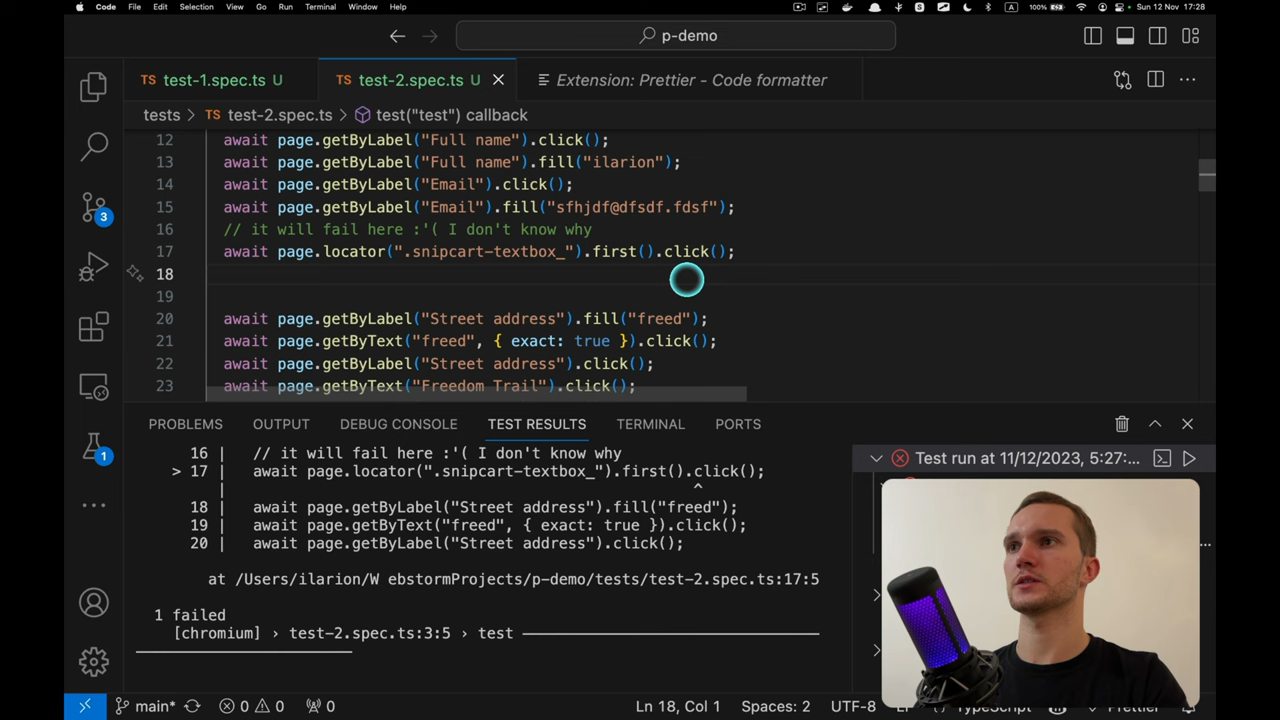 Code File Edit Selection View Go Run Terminal Window Help 100% Sun 12 Nov 17:28
p-demo
TS test-1.spec.ts U TS test-2.spec.ts U Extension: Prettier - Code formatter
tests TS test-2.spec.ts test("test") callback
12 await page.getByLabel("Full name").click();
13 await page.getByLabel("Full name").fill("ilarion");
14 await page.getByLabel("Email").click();
15 await page.getByLabel("Email").fill("sfhjdf@dfsdf.fdsf");
16 // it will fail here :'( I don't know why
17 await page.locator(".snipcart-textbox_").first().click();
18
19
20 await page.getByLabel("Street address").fill("freed");
21 await page.getByText("freed", { exact: true }).click();
22 await page.getByLabel("Street address").click();
23 await page.getByText("Freedom Trail").click();
3
1
PROBLEMS OUTPUT DEBUG CONSOLE TEST RESULTS TERMINAL PORTS
16 | // it will fail here :'( I don't know why
> 17 | await page.locator(".snipcart-textbox_").first().click();
| ^
18 | await page.getByLabel("Street address").fill("freed");
19 | await page.getByText("freed", { exact: true }).click();
20 | await page.getByLabel("Street address").click();
at /Users/ilarion/W ebstormProjects/p-demo/tests/test-2.spec.ts:17:5
1 failed
[chromium] › test-2.spec.ts:3:5 › test
Test run at 11/12/2023, 5:27:...
main* 0 0 0 Ln 18, Col 1 Spaces: 2 UTF-8 LF TypeScript Prettier